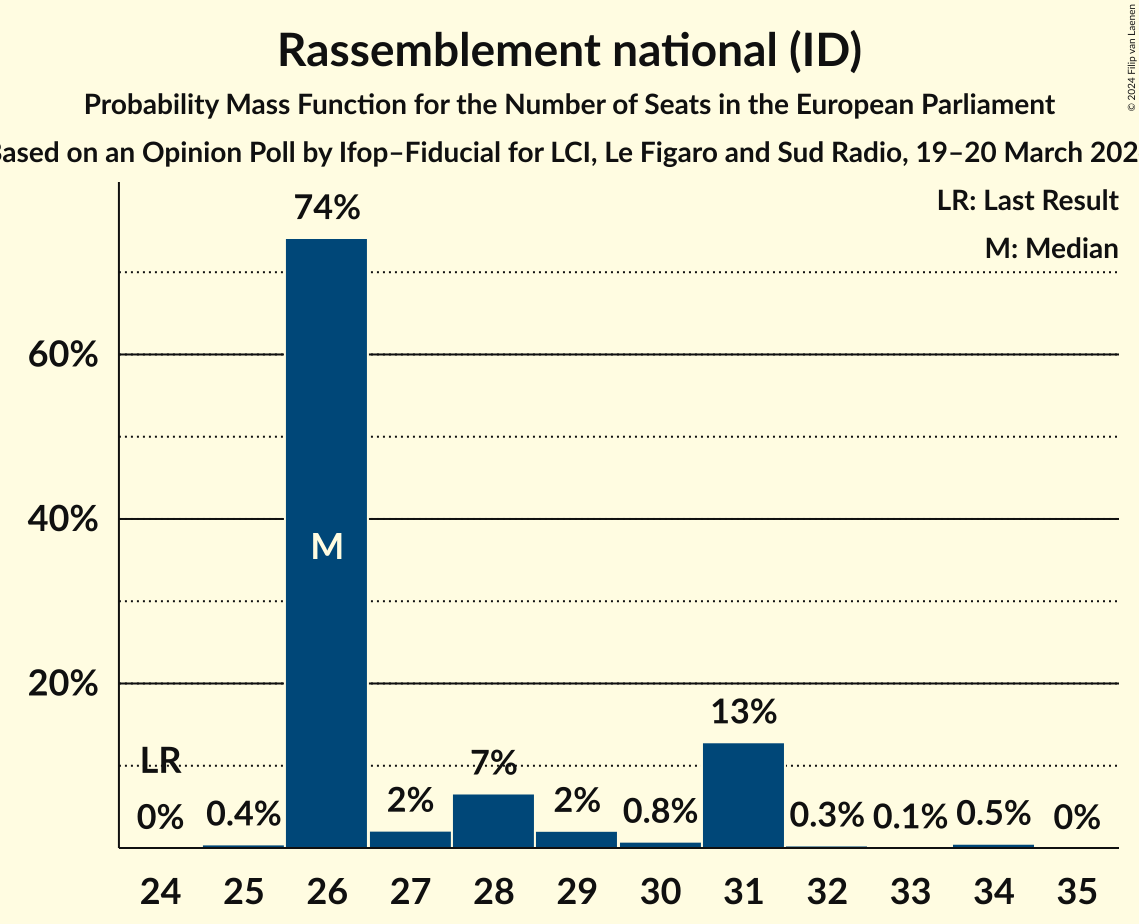 Rassemblement national (ID)
Probability Mass Function for the Number of Seats in the European Parliament
Based on an Opinion Poll by Ifop–Fiducial for LCI, Le Figaro and Sud Radio, 19–20 March 202
© 2024 Filip van Laenen
LR: Last Result
M: Median
74%
60%
40%
20%
M
LR
0%
0.4%
2%
7%
2%
0.8%
13%
0.3%
0.1%
0.5%
0%
24 25 26 27 28 29 30 31 32 33 34 35